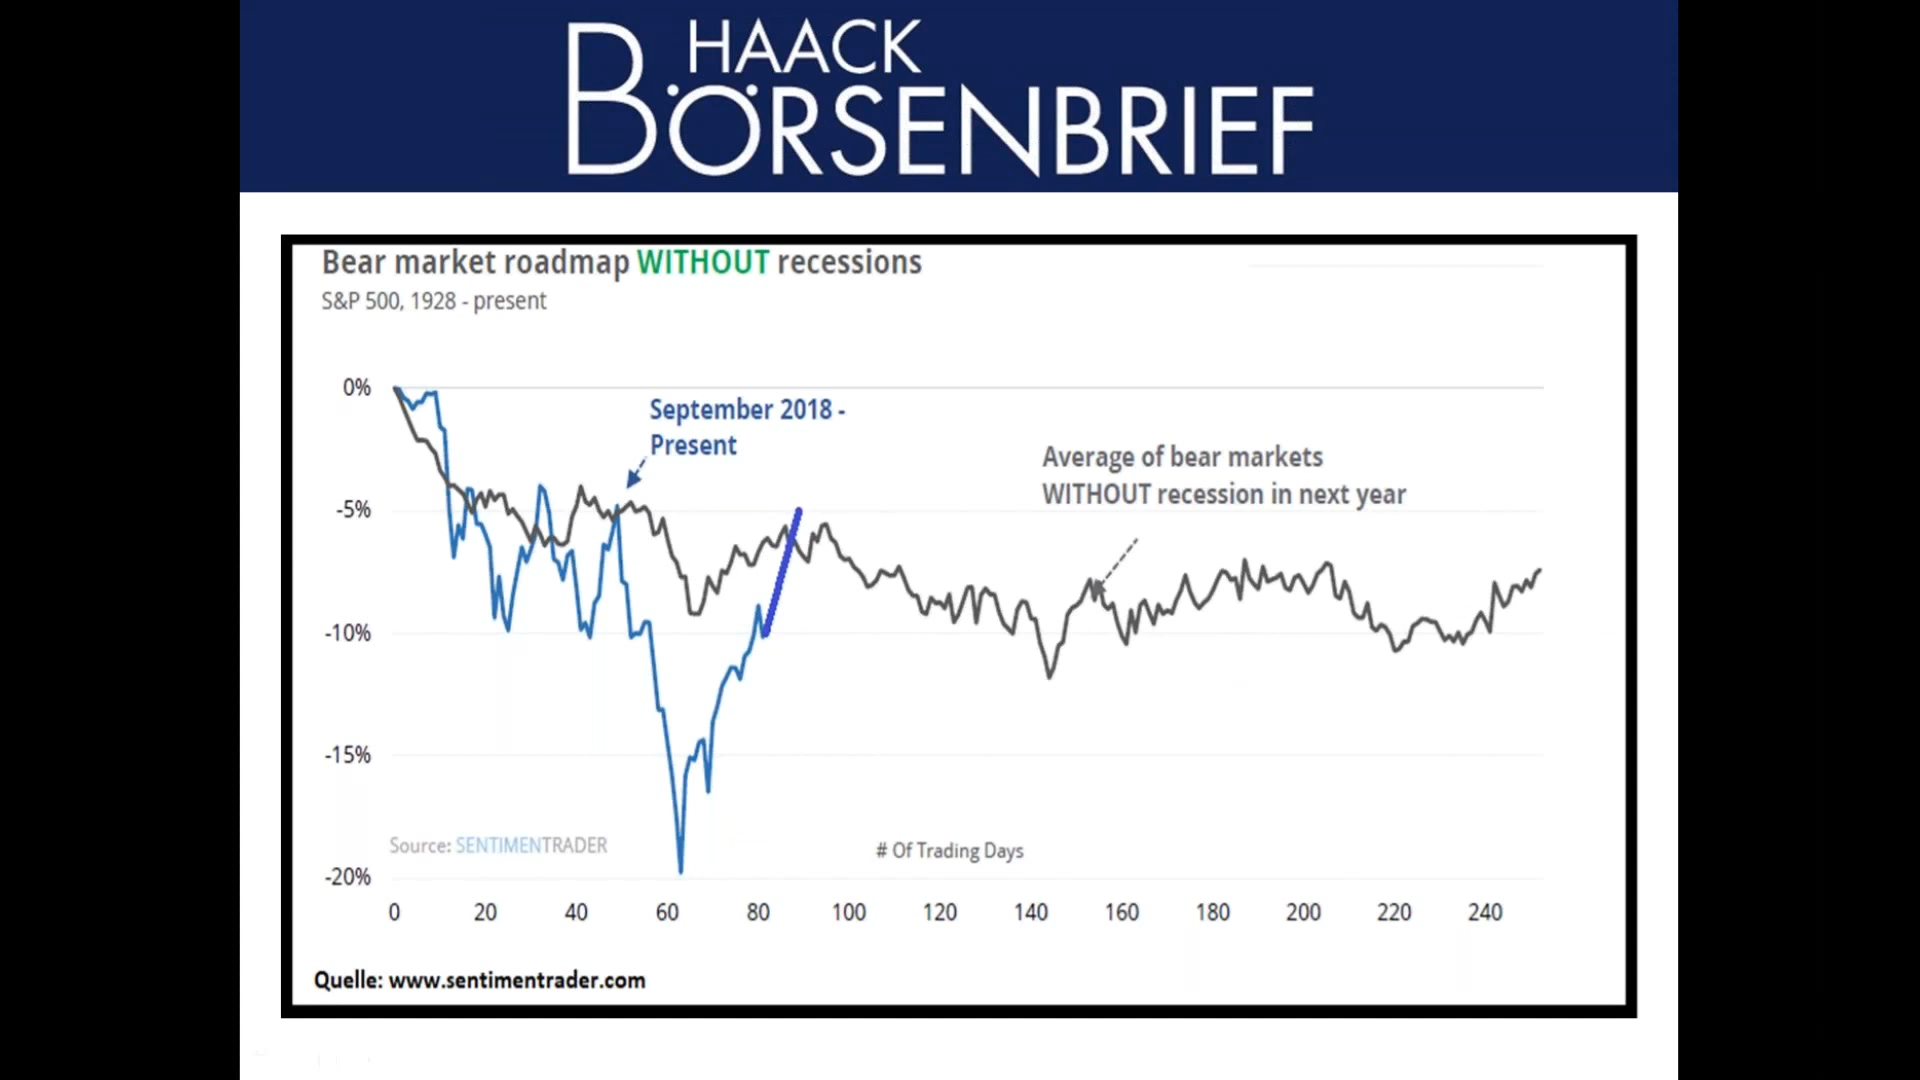 HAACK
BÖRSENBRIEF
Bear market roadmap WITHOUT recessions
S&P 500, 1928 - present
0%
-5%
-10%
-15%
-20%
September 2018 -
Present
Average of bear markets
WITHOUT recession in next year
Source: SENTIMENTRADER
# Of Trading Days
0 20 40 60 80 100 120 140 160 180 200 220 240
Quelle: www.sentimentrader.com